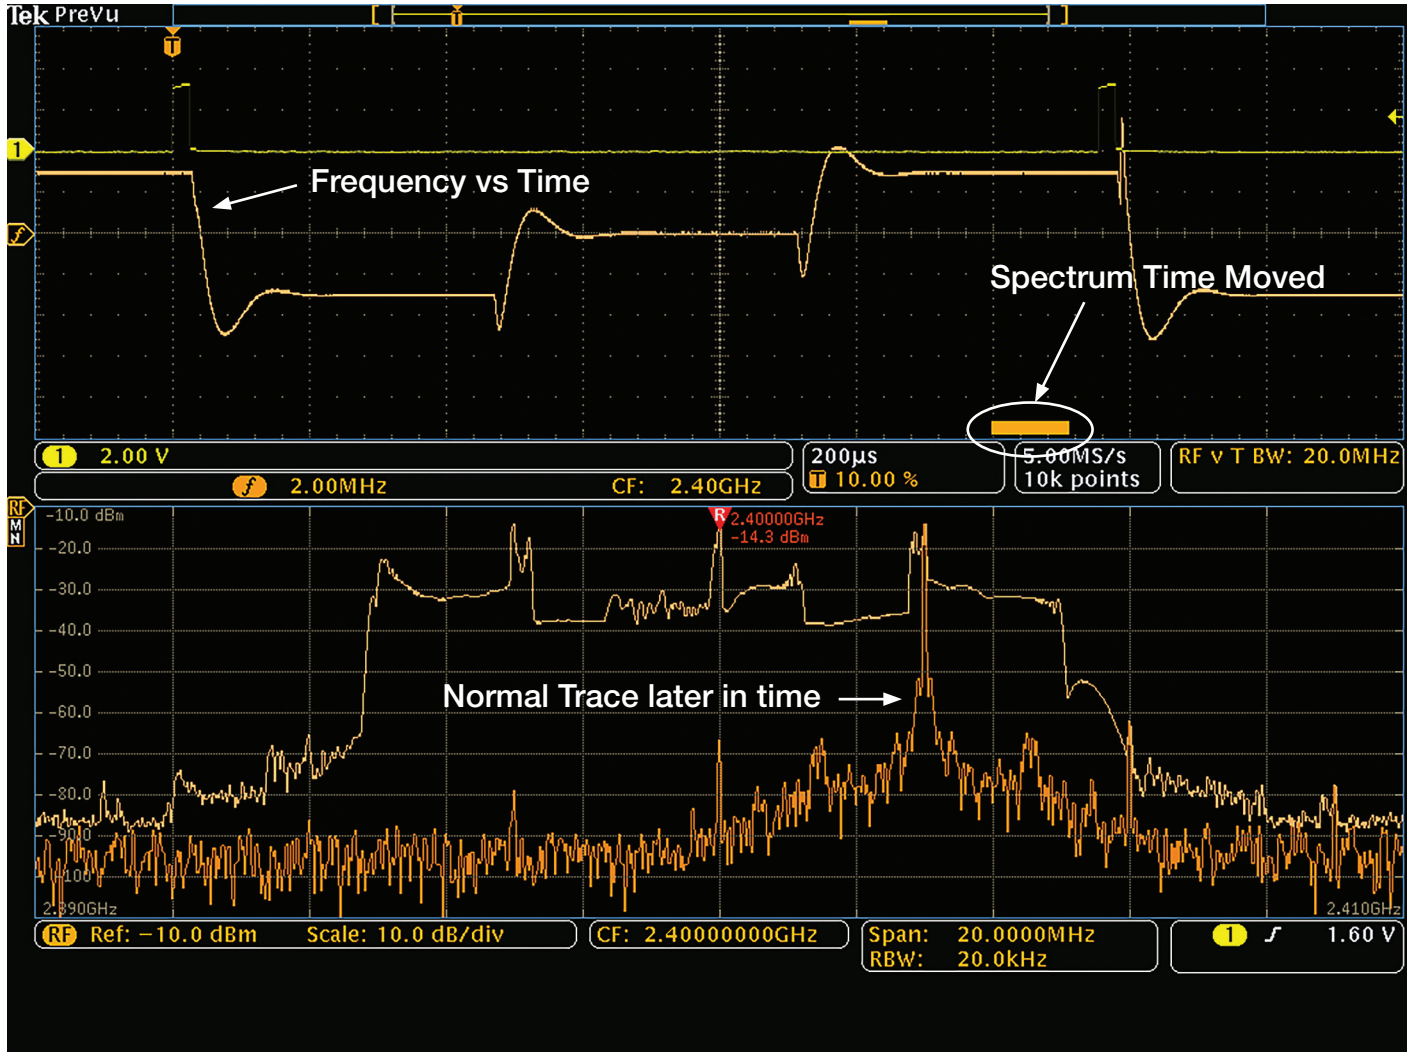 Tek PreVu
T
T
1
Frequency vs Time
f
Spectrum Time Moved
1 2.00 V
200µs
T 10.00 %
5.00MS/s
10k points
RF v T BW: 20.0MHz
f 2.00MHz CF: 2.40GHz
RF
M
N
-10.0 dBm
R 2.40000GHz
-14.3 dBm
-20.0
-30.0
-40.0
-50.0
Normal Trace later in time
-60.0
-70.0
-80.0
-90.0
-100
2.390GHz 2.410GHz
RF Ref: -10.0 dBm Scale: 10.0 dB/div
CF: 2.40000000GHz
Span: 20.0000MHz
RBW: 20.0kHz
1 1.60 V